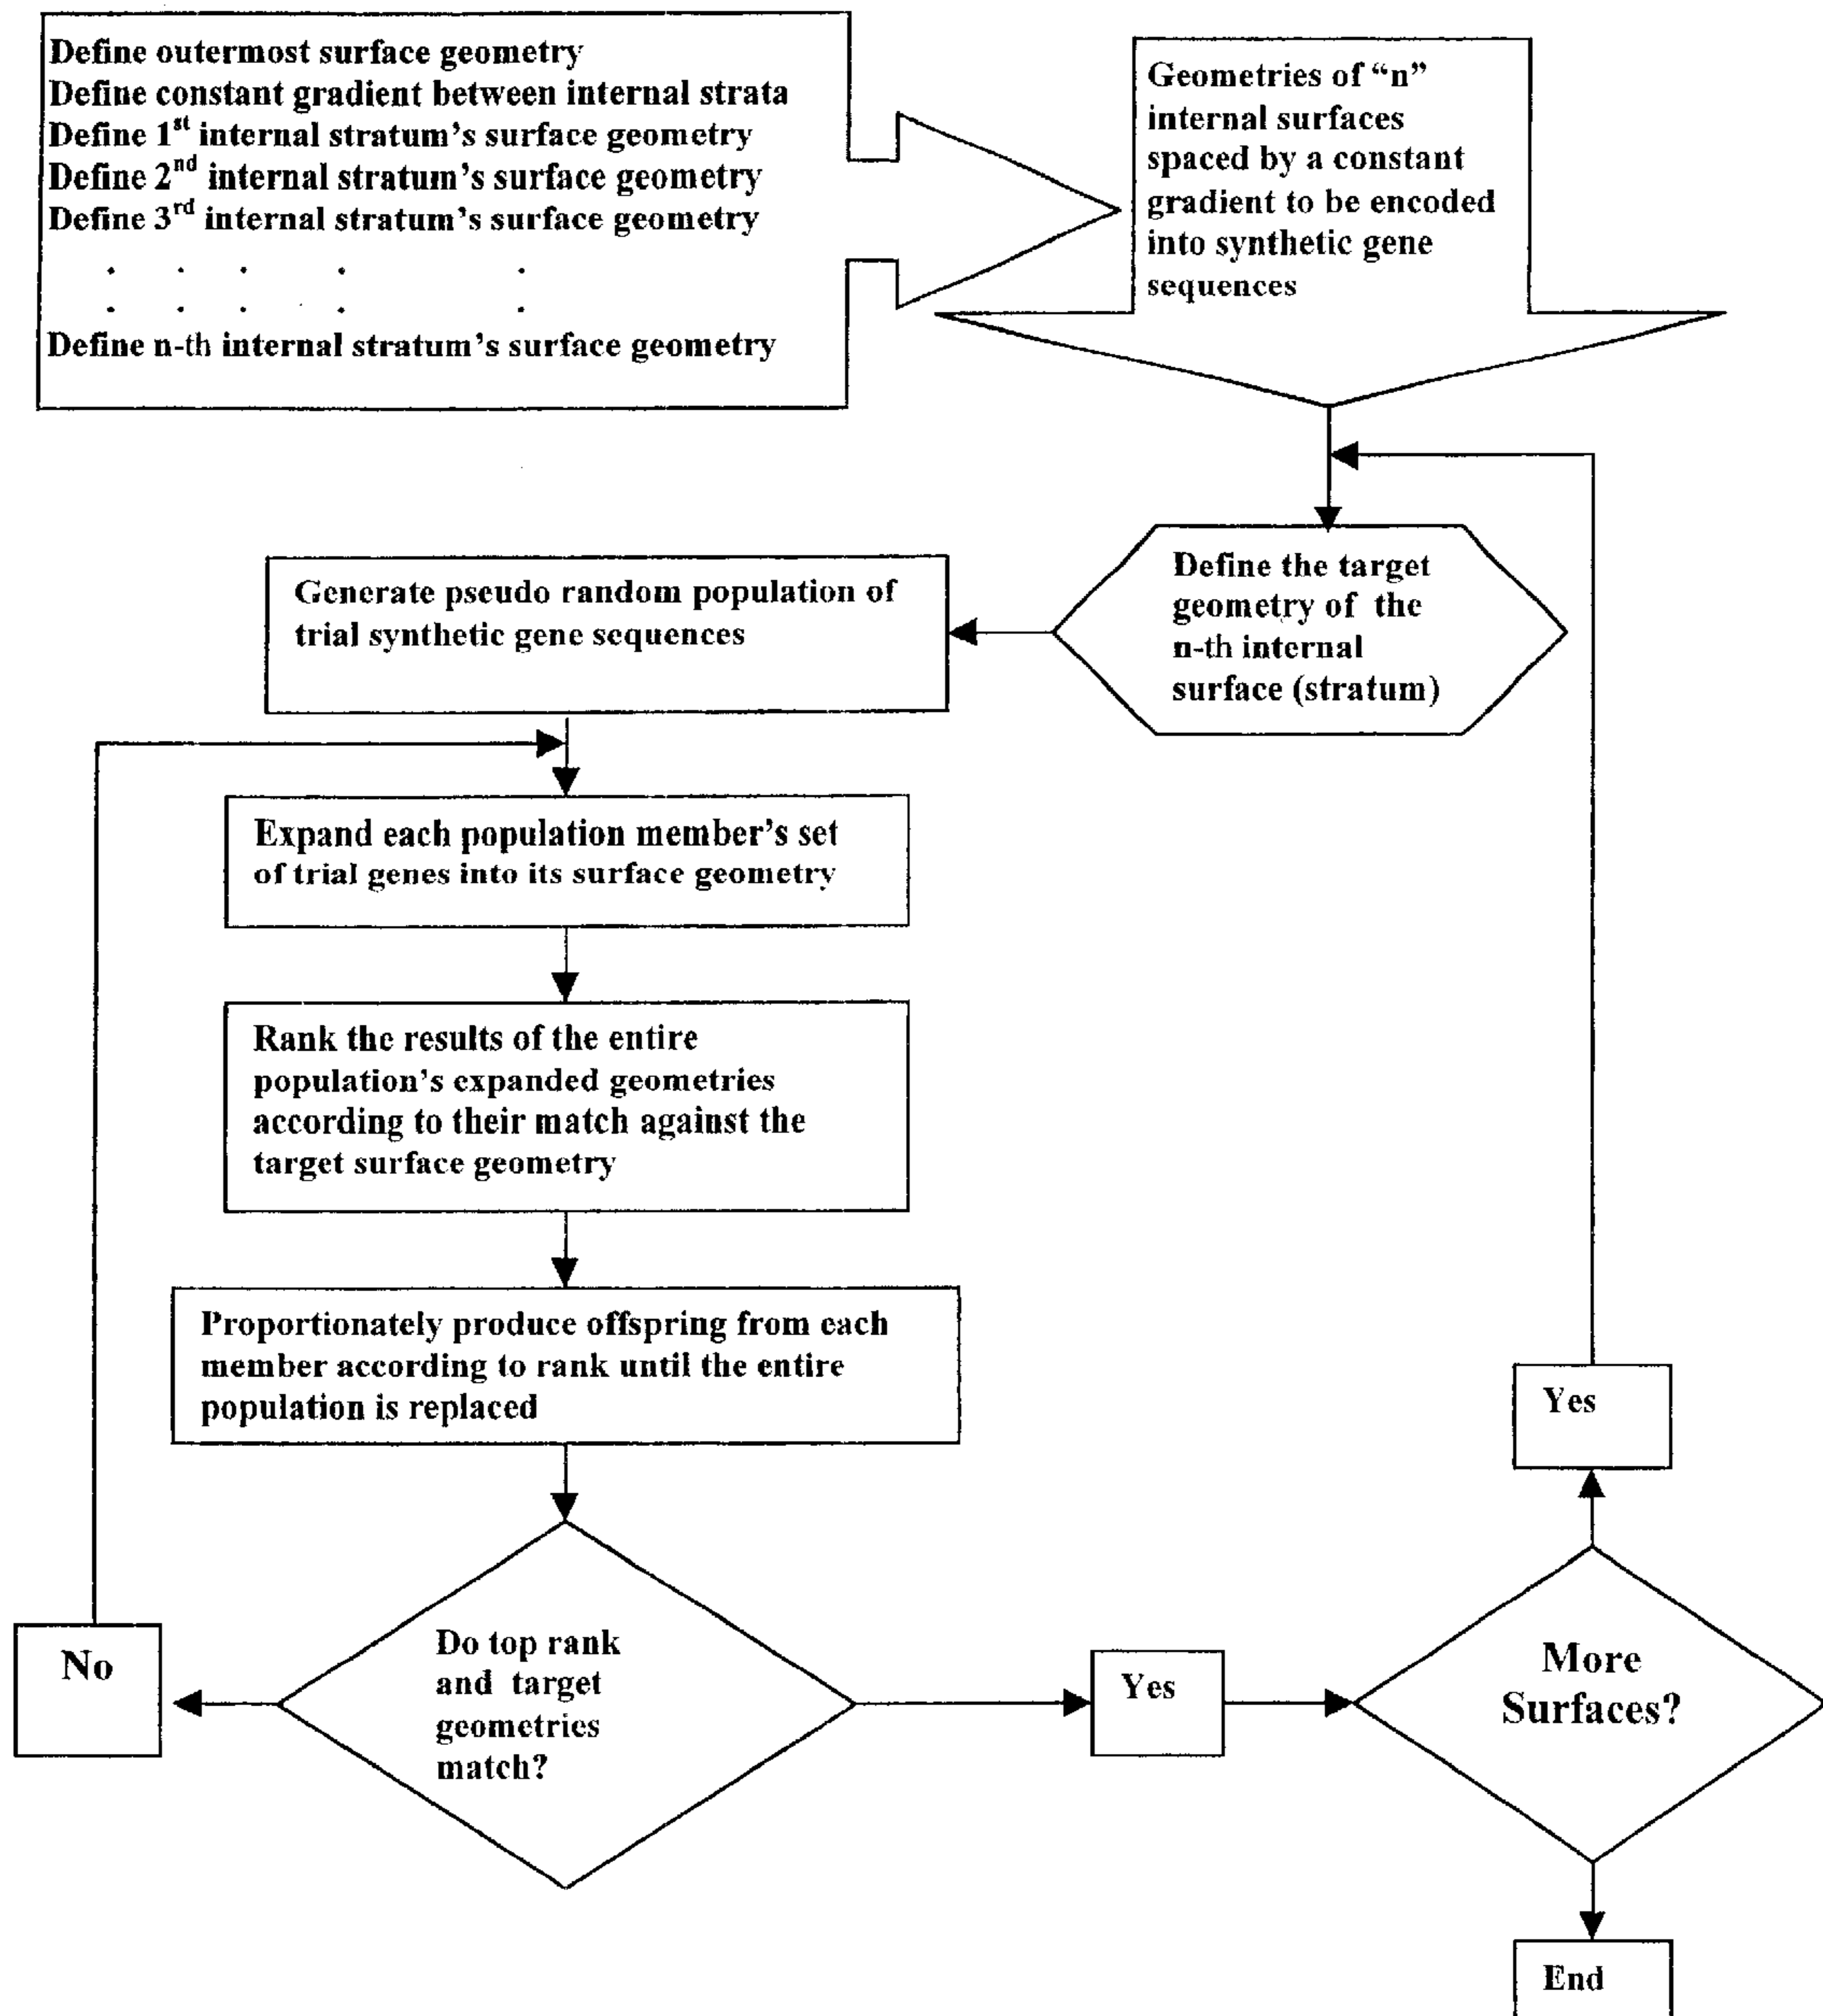 Define outermost surface geometry
Define constant gradient between internal strata
Define 1st internal stratum's surface geometry
Define 2nd internal stratum's surface geometry
Define 3rd internal stratum's surface geometry
. . . . .
. . . . .
Define n-th internal stratum's surface geometry
Geometries of “n”
internal surfaces
spaced by a constant
gradient to be encoded
into synthetic gene
sequences
Define the target
geometry of the
n-th internal
surface (stratum)
Generate pseudo random population of
trial synthetic gene sequences
Expand each population member’s set
of trial genes into its surface geometry
Rank the results of the entire
population’s expanded geometries
according to their match against the
target surface geometry
Proportionately produce offspring from each
member according to rank until the entire
population is replaced
Do top rank
and target
geometries
match?
No
Yes
More
Surfaces?
Yes
End